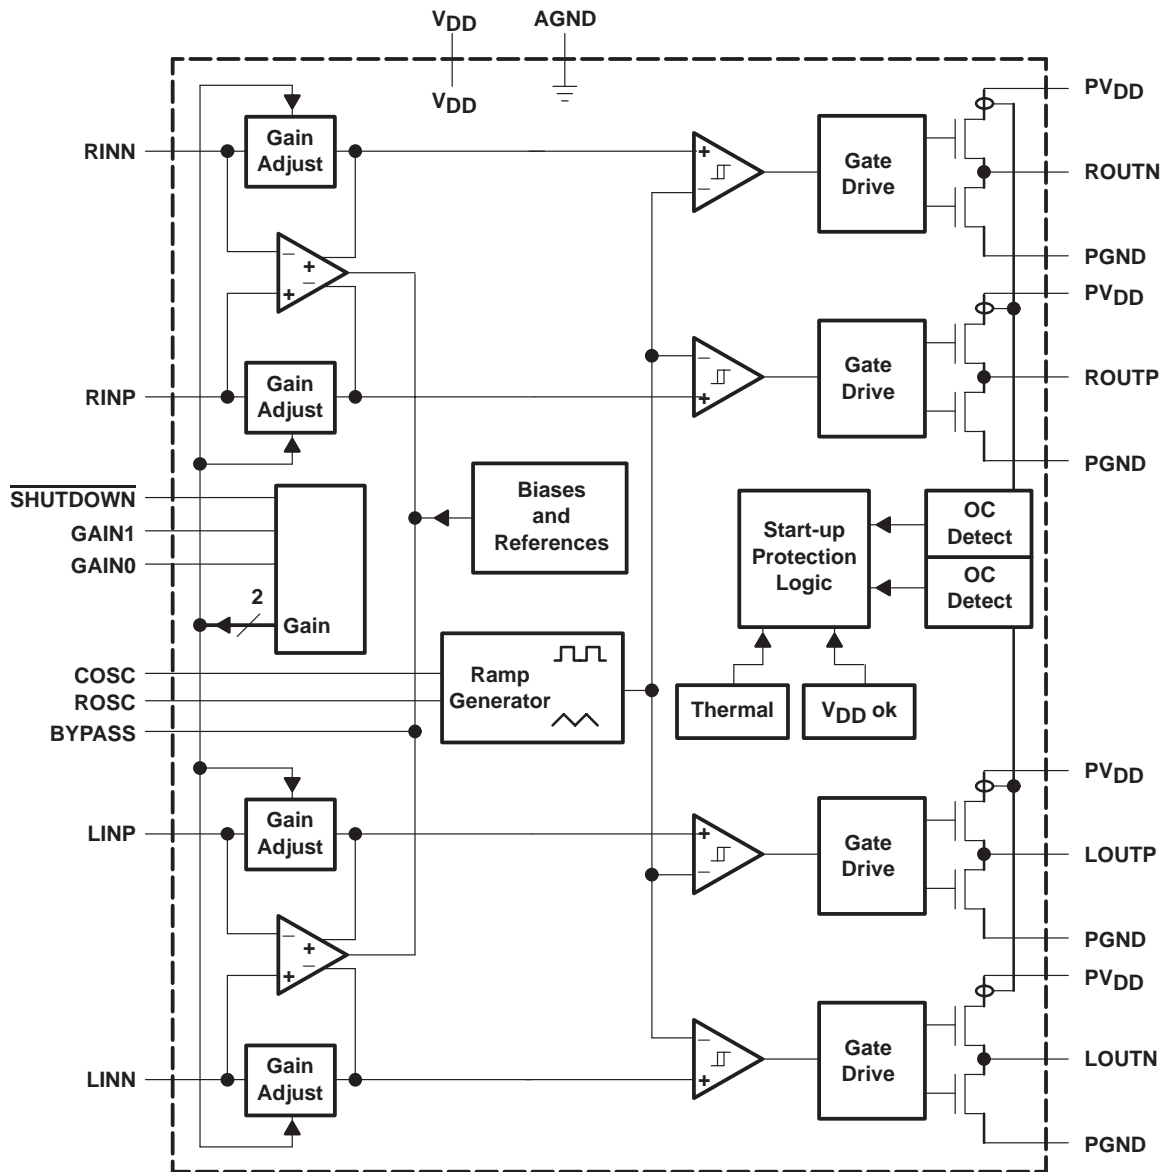 VDD
AGND
VDD
RINN
Gain
Adjust
+
−
Gate
Drive
PVDD
ROUTN
PGND
−
+
−
+
RINP
Gain
Adjust
−
+
Gate
Drive
PVDD
ROUTP
PGND
SHUTDOWN
GAIN1
GAIN0
2
Gain
Biases
and
References
Start-up
Protection
Logic
OC
Detect
OC
Detect
COSC
ROSC
BYPASS
Ramp
Generator
Thermal
VDD ok
LINP
Gain
Adjust
+
−
Gate
Drive
PVDD
LOUTP
PGND
−
+
−
+
LINN
Gain
Adjust
−
+
Gate
Drive
PVDD
LOUTN
PGND